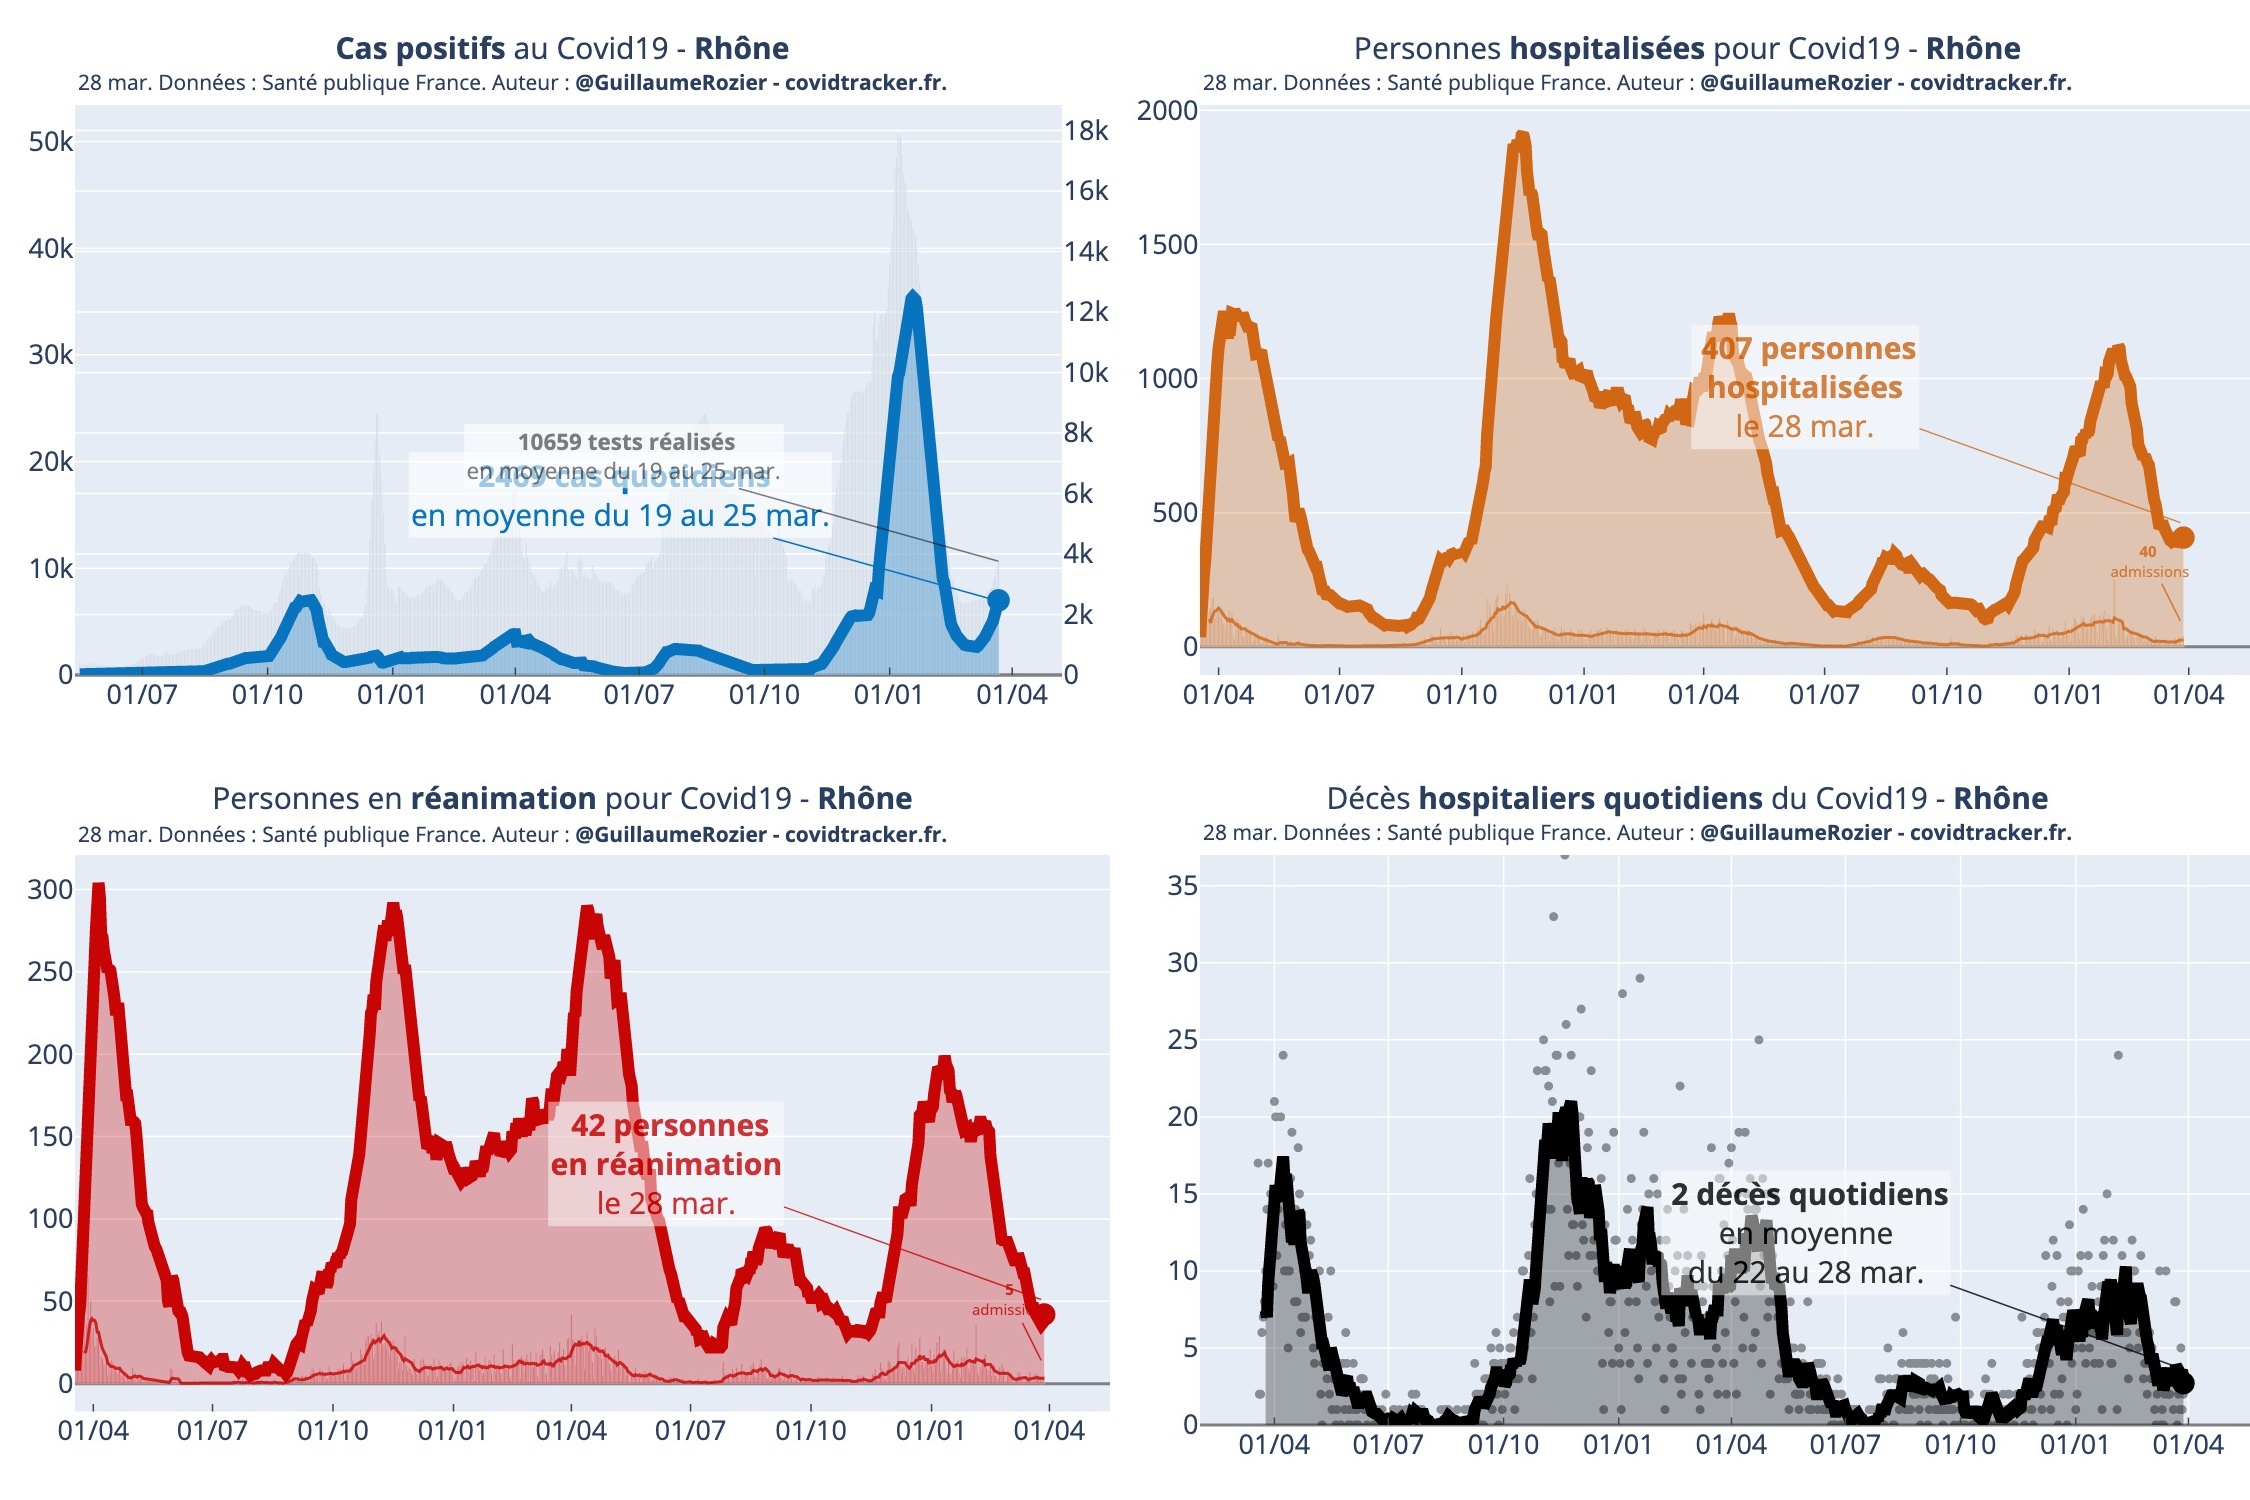 Cas positifs au Covid19 - Rhône
28 mar. Données : Santé publique France. Auteur : @GuillaumeRozier - covidtracker.fr.
50k
40k
30k
20k
10k
0
18k
16k
14k
12k
10k
8k
6k
4k
2k
0
10659 tests réalisés
en moyenne du 19 au 25 mar.
2469 cas quotidiens
en moyenne du 19 au 25 mar.
01/07 01/10 01/01 01/04 01/07 01/10 01/01 01/04
Personnes hospitalisées pour Covid19 - Rhône
28 mar. Données : Santé publique France. Auteur : @GuillaumeRozier - covidtracker.fr.
2000
1500
1000
500
0
407 personnes
hospitalisées
le 28 mar.
40
admissions
01/04 01/07 01/10 01/01 01/04 01/07 01/10 01/01 01/04
Personnes en réanimation pour Covid19 - Rhône
28 mar. Données : Santé publique France. Auteur : @GuillaumeRozier - covidtracker.fr.
300
250
200
150
100
50
0
42 personnes
en réanimation
le 28 mar.
5
admissi
01/04 01/07 01/10 01/01 01/04 01/07 01/10 01/01 01/04
Décès hospitaliers quotidiens du Covid19 - Rhône
28 mar. Données : Santé publique France. Auteur : @GuillaumeRozier - covidtracker.fr.
35
30
25
20
15
10
5
0
2 décès quotidiens
en moyenne
du 22 au 28 mar.
01/04 01/07 01/10 01/01 01/04 01/07 01/10 01/01 01/04